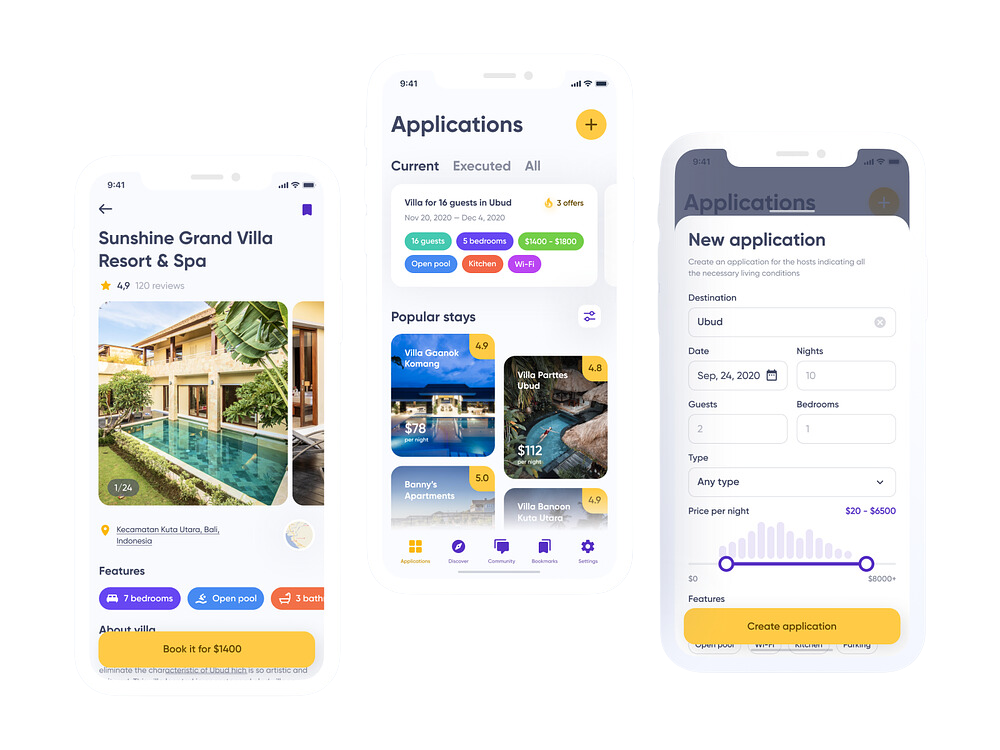 9:41
Sunshine Grand Villa
Resort & Spa
4,9 120 reviews
1/24
Kecamatan Kuta Utara, Bali,
Indonesia
Features
7 bedrooms
Open pool
3 bath
About villa
Book it for $1400
eliminate the characteristic of Ubud hich is so artistic and
9:41
Applications
+
Current Executed All
Villa for 16 guests in Ubud
3 offers
Nov 20, 2020 – Dec 4, 2020
16 guests
5 bedrooms
$1400 - $1800
Open pool
Kitchen
Wi-Fi
Popular stays
Villa Gaanok
Komang
4.9
$78
per night
Villa Parttes
Ubud
4.8
$112
per night
Banny's
Apartments
5.0
Villa Banoon
Kuta Utara
4.9
Applications
Discover
Community
Bookmarks
Settings
9:41
Applications
+
New application
Create an application for the hosts indicating all
the necessary living conditions
Destination
Ubud
Date
Nights
Sep, 24, 2020
10
Guests
Bedrooms
2
1
Type
Any type
Price per night
$20 - $6500
$0
$8000+
Features
Create application
Open pool
Wi-Fi
Kitchen
Parking